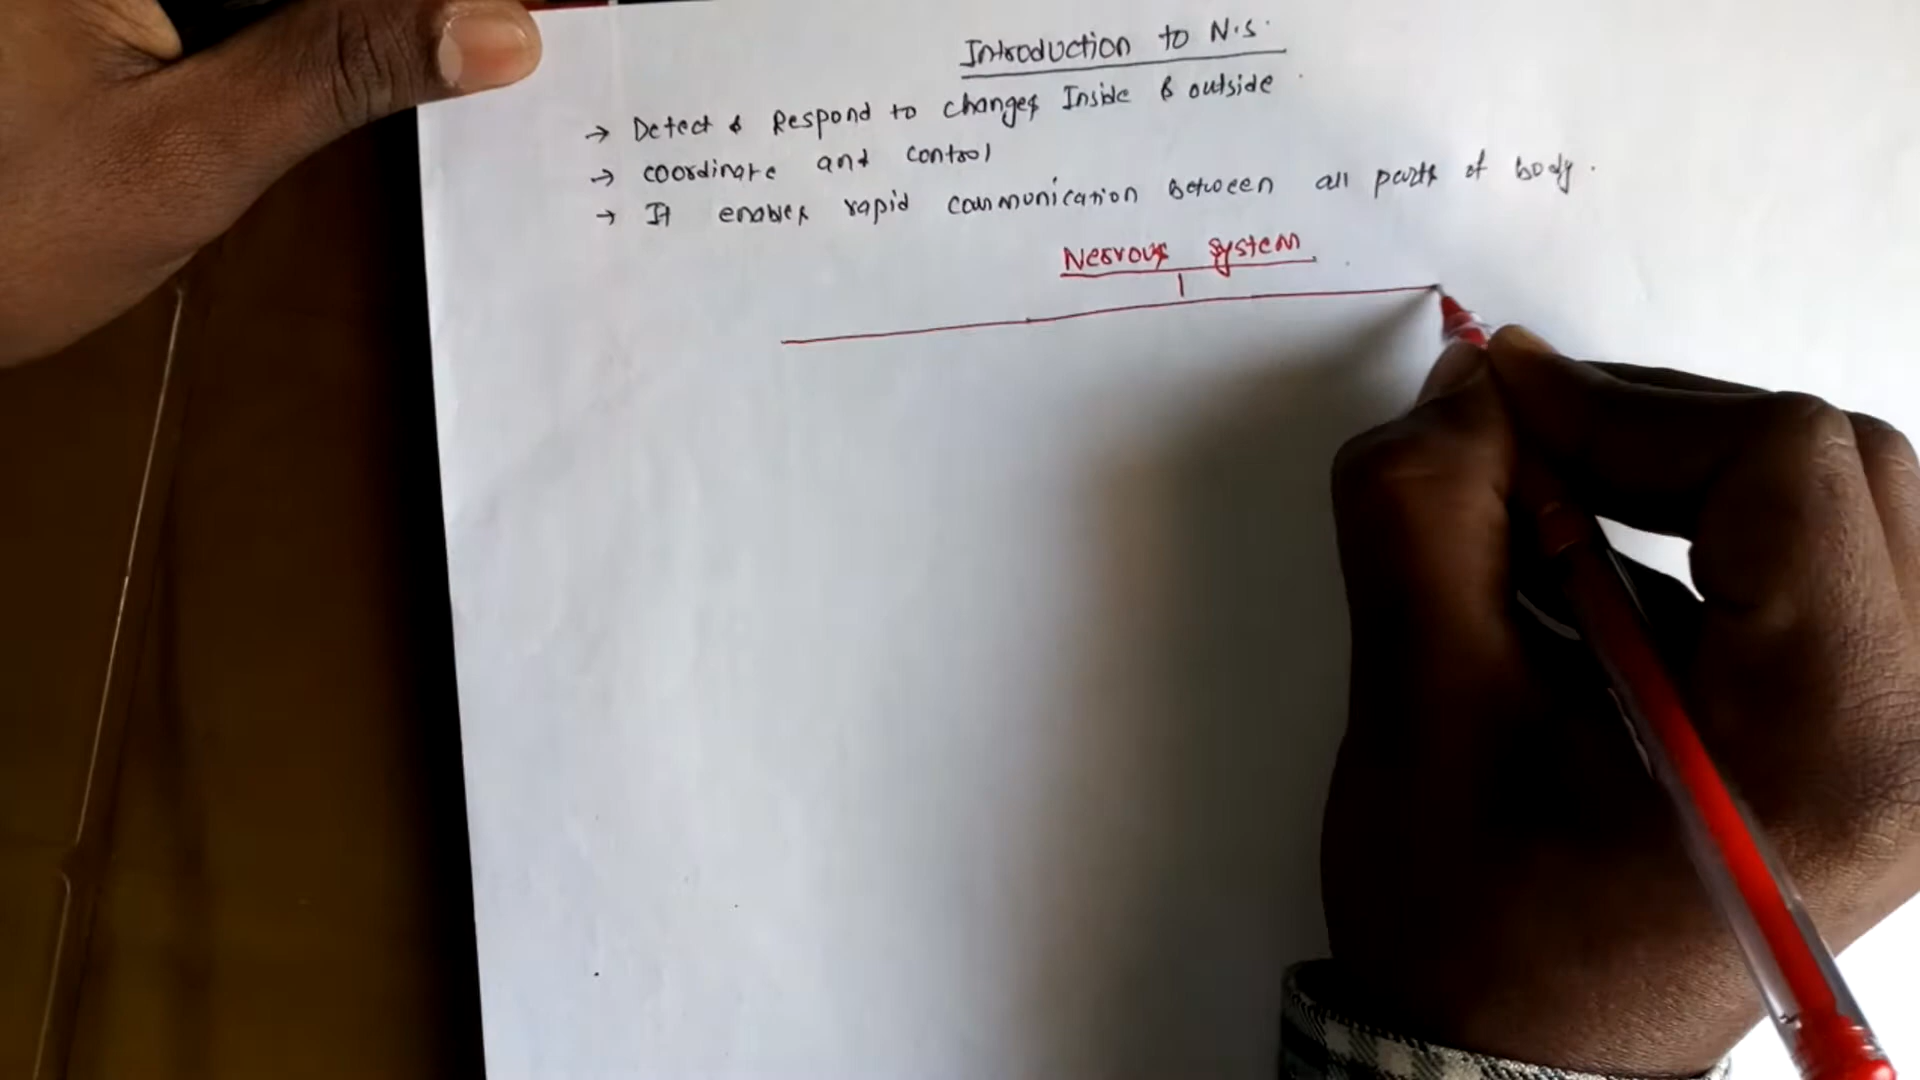 Introduction to N.S.
→ Detect & Respond to changes Inside & outside.
→ coordinate and control
→ It enables rapid communication between all parts of body.
Nervous system